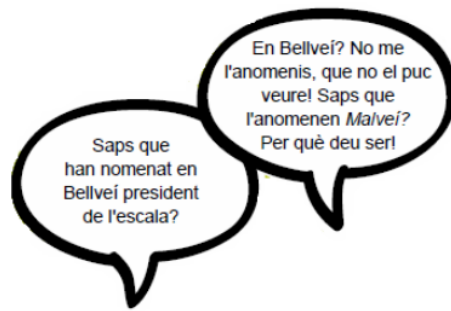 Saps que
han nomenat en
Bellveí president
de l'escala?
En Bellveí? No me
l'anomenis, que no el puc
veure! Saps que
l'anomenen Malveí?
Per què deu ser!